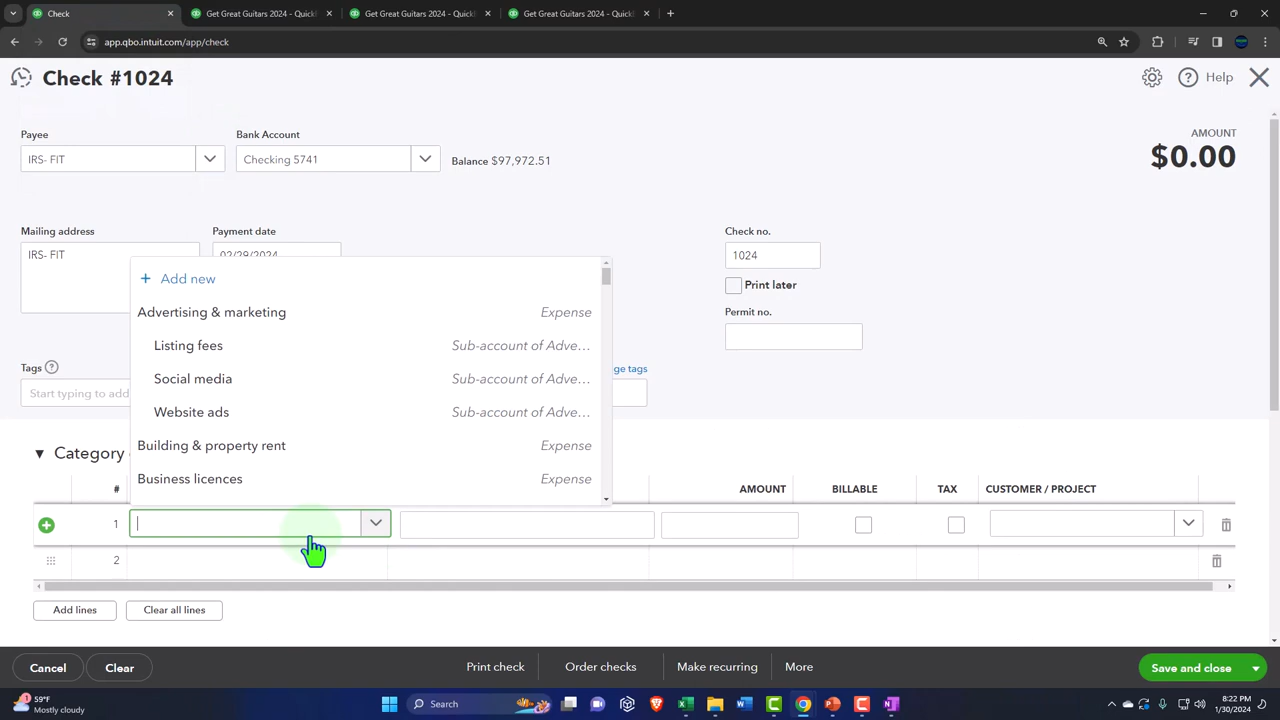 Check
Get Great Guitars 2024 - Quick
Get Great Guitars 2024 - Quick
Get Great Guitars 2024 - Quick
app.qbo.intuit.com/app/check
Check #1024
Help
Payee
Bank Account
AMOUNT
IRS- FIT
Checking 5741
Balance $97,972.51
$0.00
Mailing address
Payment date
Check no.
IRS- FIT
02/29/2024
1024
+ Add new
Print later
Advertising & marketing
Expense
Permit no.
Listing fees
Sub-account of Adve...
Tags
Social media
Sub-account of Adve...
ge tags
Start typing to add
Website ads
Sub-account of Adve...
Building & property rent
Expense
Category
Business licences
Expense
#
AMOUNT
BILLABLE
TAX
CUSTOMER / PROJECT
1
2
Add lines
Clear all lines
Cancel
Clear
Print check
Order checks
Make recurring
More
Save and close
59°F
Mostly cloudy
Search
8:22 PM
1/30/2024